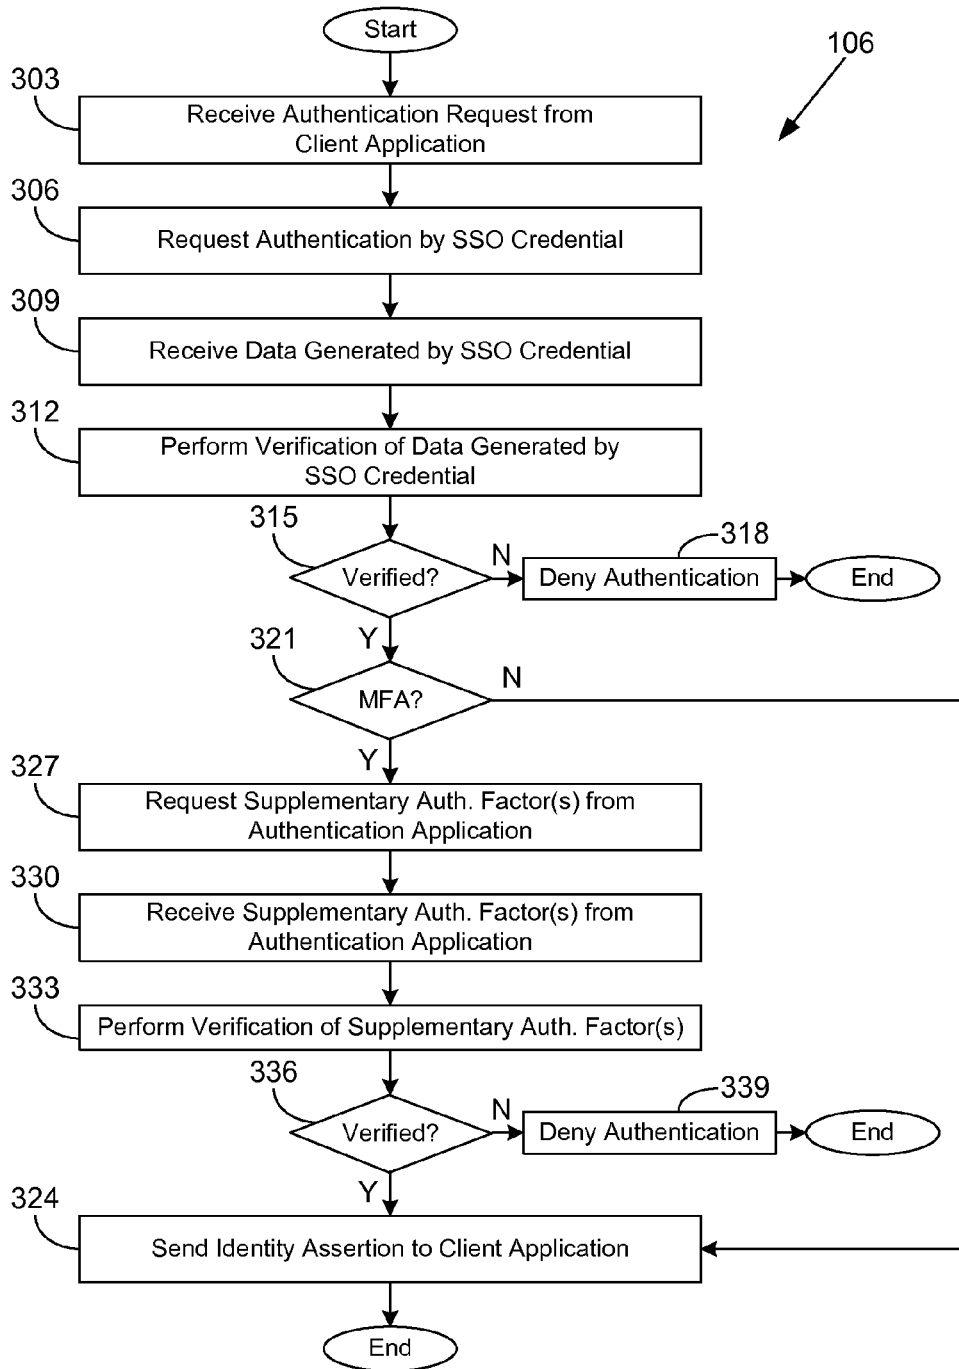 Start
106
303
Receive Authentication Request from
Client Application
306
Request Authentication by SSO Credential
309
Receive Data Generated by SSO Credential
312
Perform Verification of Data Generated by
SSO Credential
315
Verified?
N
318
Deny Authentication
End
Y
321
MFA?
N
Y
327
Request Supplementary Auth. Factor(s) from
Authentication Application
330
Receive Supplementary Auth. Factor(s) from
Authentication Application
333
Perform Verification of Supplementary Auth. Factor(s)
336
Verified?
N
339
Deny Authentication
End
Y
324
Send Identity Assertion to Client Application
End